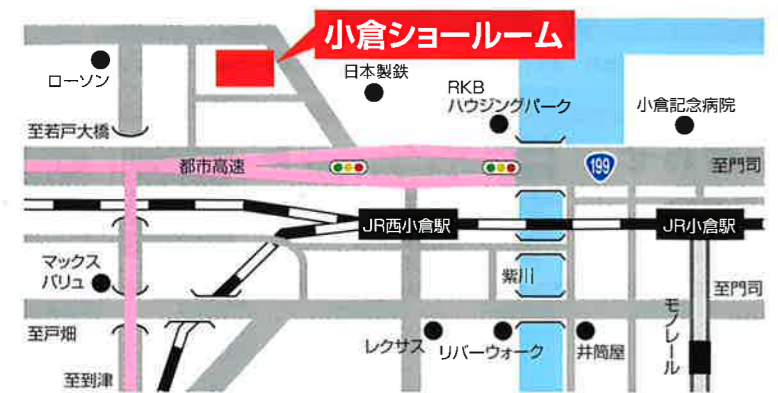 小倉ショールーム
ローソン
日本製鉄
RKB
ハウジングパーク
小倉記念病院
至若戸大橋
都市高速
199
至門司
JR西小倉駅
JR小倉駅
マックス
バリュ
紫川
至門司
至戸畑
レクサス
リバーウォーク
井筒屋
モノレール
至到津